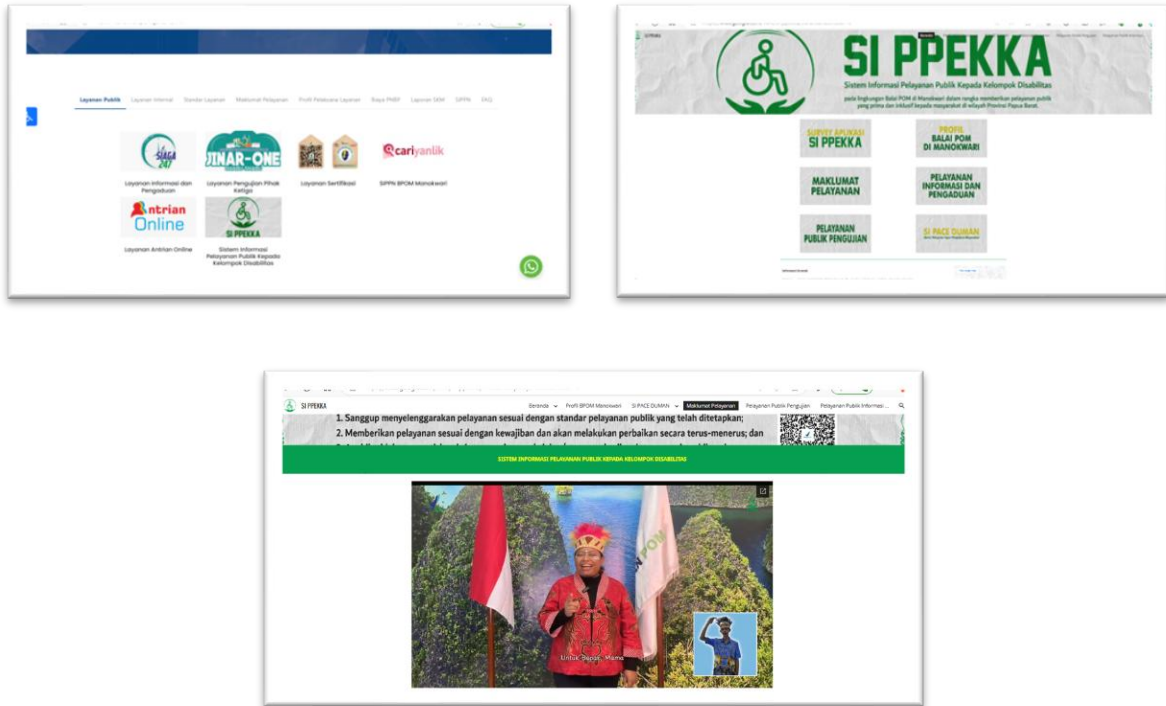 Layanan Publik Layanan Internal Standar Layanan Maklumat Pelayanan Profil Pelaksana Layanan Biaya PNBP Laporan SKM SIPPN FAQ
SIAGA
247
JINAR-ONE
cariyanlik
Layanan Informasi dan
Pengaduan
Layanan Pengujian Pihak
Ketiga
Layanan Sertifikasi
SIPPN BPOM Manokwari
Antrian
Online
SI PPEKKA
Layanan Antrian Online
Sistem Informasi
Pelayanan Publik Kepada
Kelompok Disabilitas
SI PPEKKA
Beranda
SI PPEKKA
Sistem Informasi Pelayanan Publik Kepada Kelompok Disabilitas
pada lingkungan Balai POM di Manokwari dalam rangka memberikan pelayanan publik
yang prima dan inklusif kepada masyarakat di wilayah Provinsi Papua Barat.
SURVEY APLIKASI
SI PPEKKA
PROFIL
BALAI POM
DI MANOKWARI
MAKLUMAT
PELAYANAN
PELAYANAN
INFORMASI DAN
PENGADUAN
PELAYANAN
PUBLIK PENGUJIAN
SI PACE DUMAN
SI PPEKKA
Beranda Profil BPOM Manokwari SI PACE DUMAN Maklumat Pelayanan Pelayanan Publik Pengujian Pelayanan Publik Informasi ...
1. Sanggup menyelenggarakan pelayanan sesuai dengan standar pelayanan publik yang telah ditetapkan;
2. Memberikan pelayanan sesuai dengan kewajiban dan akan melakukan perbaikan secara terus-menerus; dan
SISTEM INFORMASI PELAYANAN PUBLIK KEPADA KELOMPOK DISABILITAS
POM
Untuk Bapak, Mama